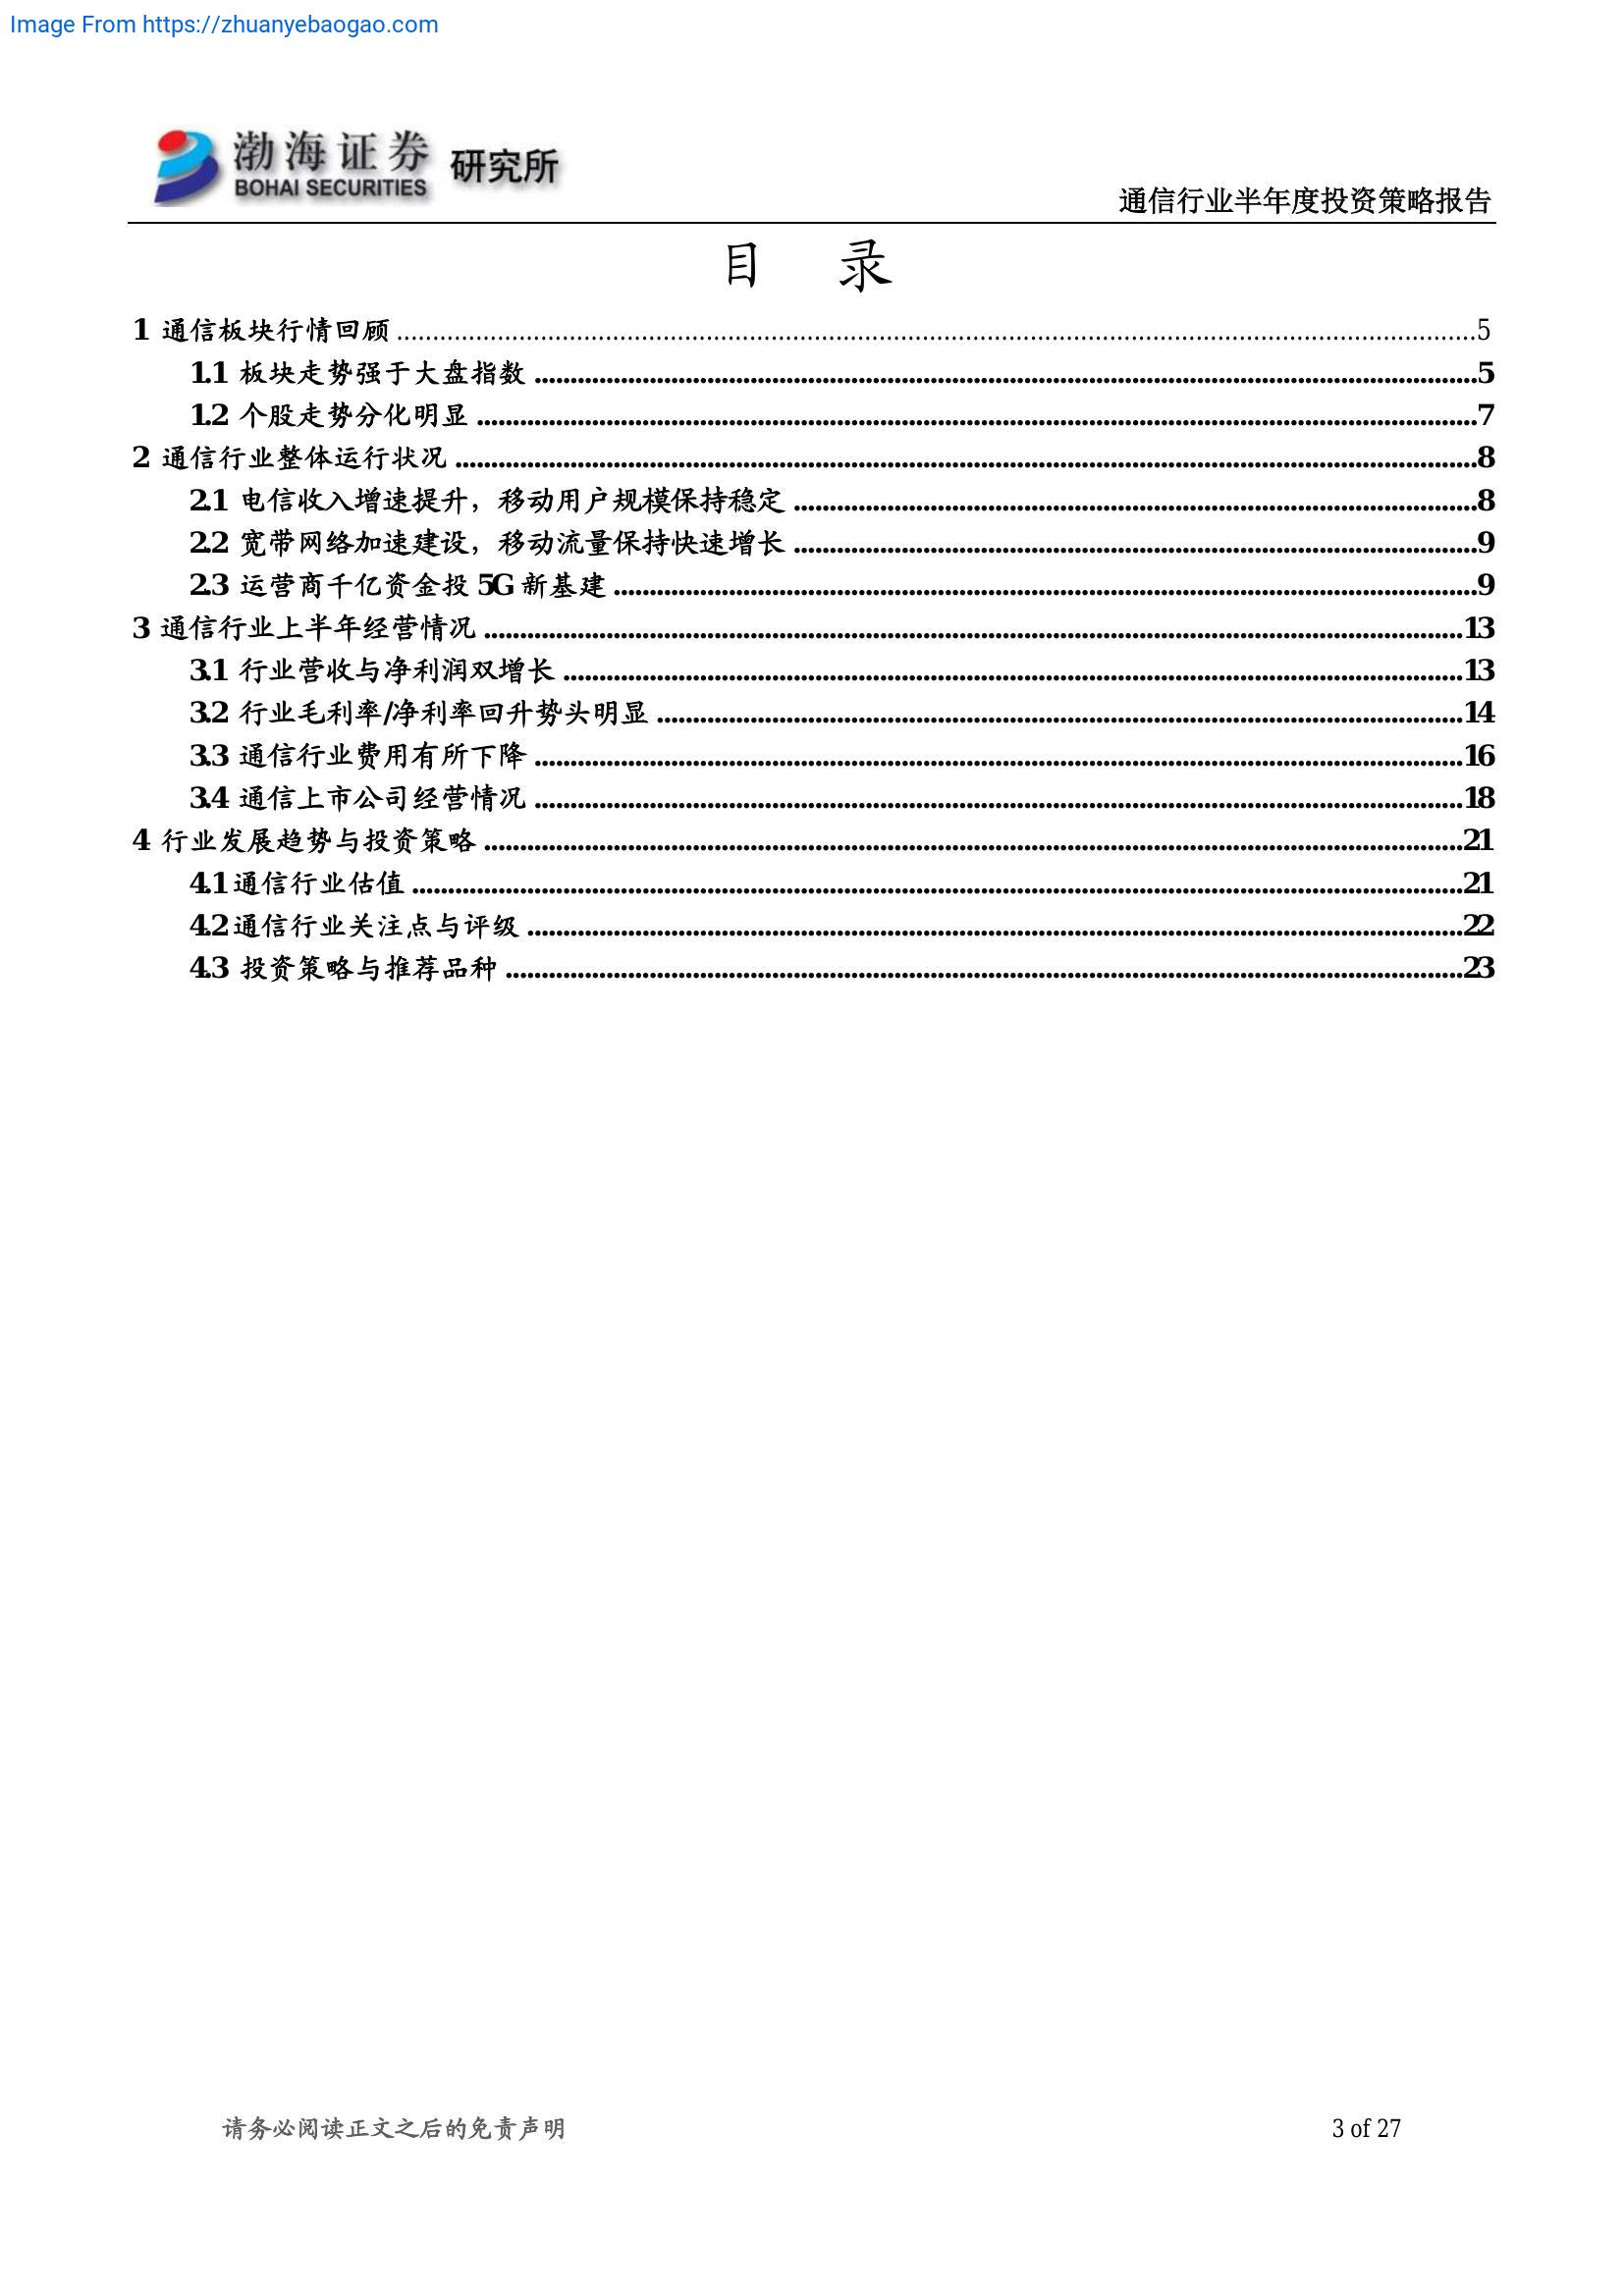 Image From https://zhuanyebaogao.com
渤海证券 研究所
BOHAI SECURITIES
通信行业半年度投资策略报告
目 录
1 通信板块行情回顾 ........ 5
1.1 板块走势强于大盘指数 ........ 5
1.2 个股走势分化明显 ........ 7
2 通信行业整体运行状况 ........ 8
2.1 电信收入增速提升，移动用户规模保持稳定 ........ 8
2.2 宽带网络加速建设，移动流量保持快速增长 ........ 9
2.3 运营商千亿资金投 5G 新基建 ........ 9
3 通信行业上半年经营情况 ........ 13
3.1 行业营收与净利润双增长 ........ 13
3.2 行业毛利率/净利率回升势头明显 ........ 14
3.3 通信行业费用有所下降 ........ 16
3.4 通信上市公司经营情况 ........ 18
4 行业发展趋势与投资策略 ........ 21
4.1 通信行业估值 ........ 21
4.2 通信行业关注点与评级 ........ 22
4.3 投资策略与推荐品种 ........ 23
请务必阅读正文之后的免责声明 3 of 27